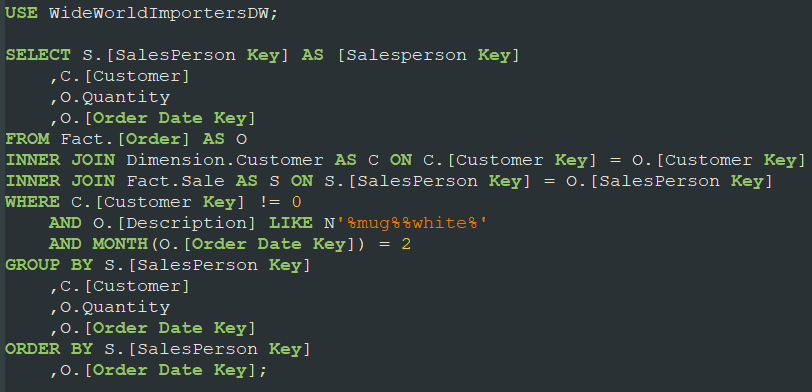 USE WideWorldImportersDW;

SELECT S.[SalesPerson Key] AS [Salesperson Key]
    ,C.[Customer]
    ,O.Quantity
    ,O.[Order Date Key]
FROM Fact.[Order] AS O
INNER JOIN Dimension.Customer AS C ON C.[Customer Key] = O.[Customer Key]
INNER JOIN Fact.Sale AS S ON S.[SalesPerson Key] = O.[SalesPerson Key]
WHERE C.[Customer Key] != 0
    AND O.[Description] LIKE N'%mug%%white%'
    AND MONTH(O.[Order Date Key]) = 2
GROUP BY S.[SalesPerson Key]
    ,C.[Customer]
    ,O.Quantity
    ,O.[Order Date Key]
ORDER BY S.[SalesPerson Key]
    ,O.[Order Date Key];